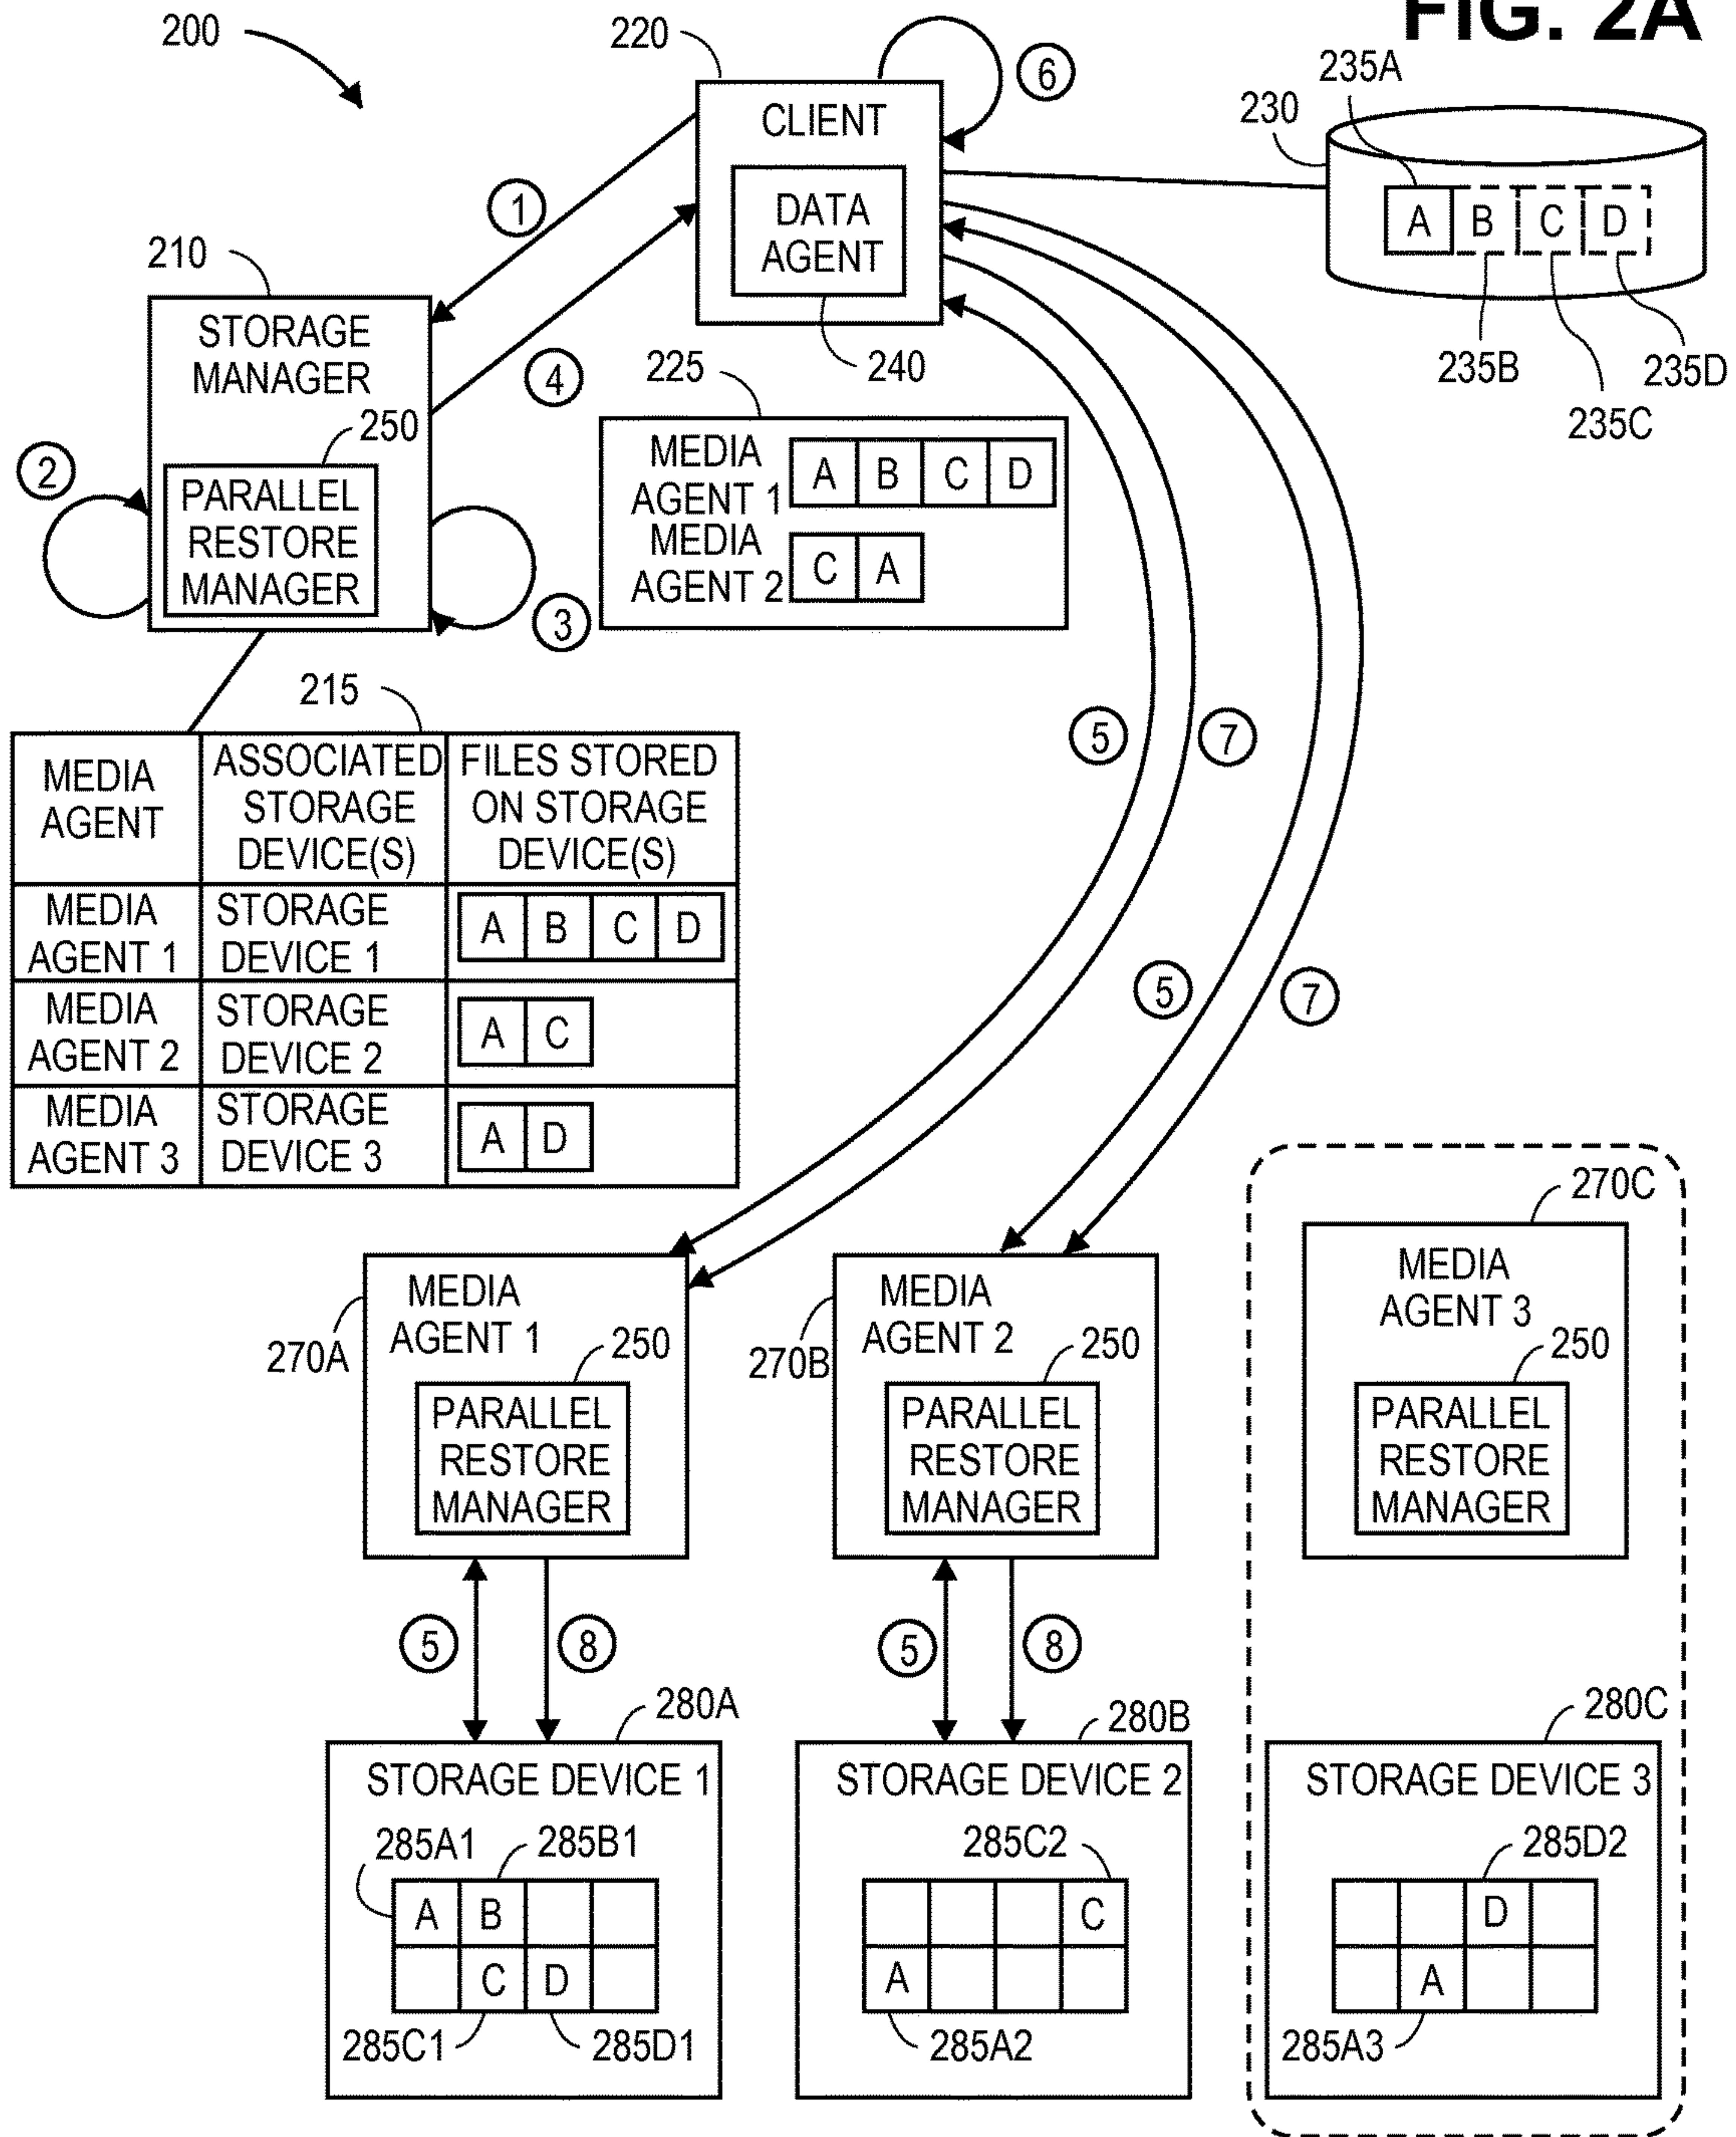 FIG. 2A
200
220
6
235A
230
CLIENT
DATA
AGENT
A B C D
1
210
STORAGE
MANAGER
4
240
225
235B
235D
235C
250
2
PARALLEL
RESTORE
MANAGER
3
MEDIA
AGENT 1
A B C D
MEDIA
AGENT 2
C A
215
5
7
MEDIA
AGENT
ASSOCIATED
STORAGE
DEVICE(S)
FILES STORED
ON STORAGE
DEVICE(S)
MEDIA
AGENT 1
STORAGE
DEVICE 1
A B C D
MEDIA
AGENT 2
STORAGE
DEVICE 2
A C
MEDIA
AGENT 3
STORAGE
DEVICE 3
A D
5
7
270A
MEDIA
AGENT 1
250
PARALLEL
RESTORE
MANAGER
270B
MEDIA
AGENT 2
250
PARALLEL
RESTORE
MANAGER
270C
MEDIA
AGENT 3
250
PARALLEL
RESTORE
MANAGER
5
8
5
8
280A
STORAGE DEVICE 1
285A1
285B1
A B
C D
285C1
285D1
280B
STORAGE DEVICE 2
285C2
C
A
285A2
280C
STORAGE DEVICE 3
285D2
D
A
285A3